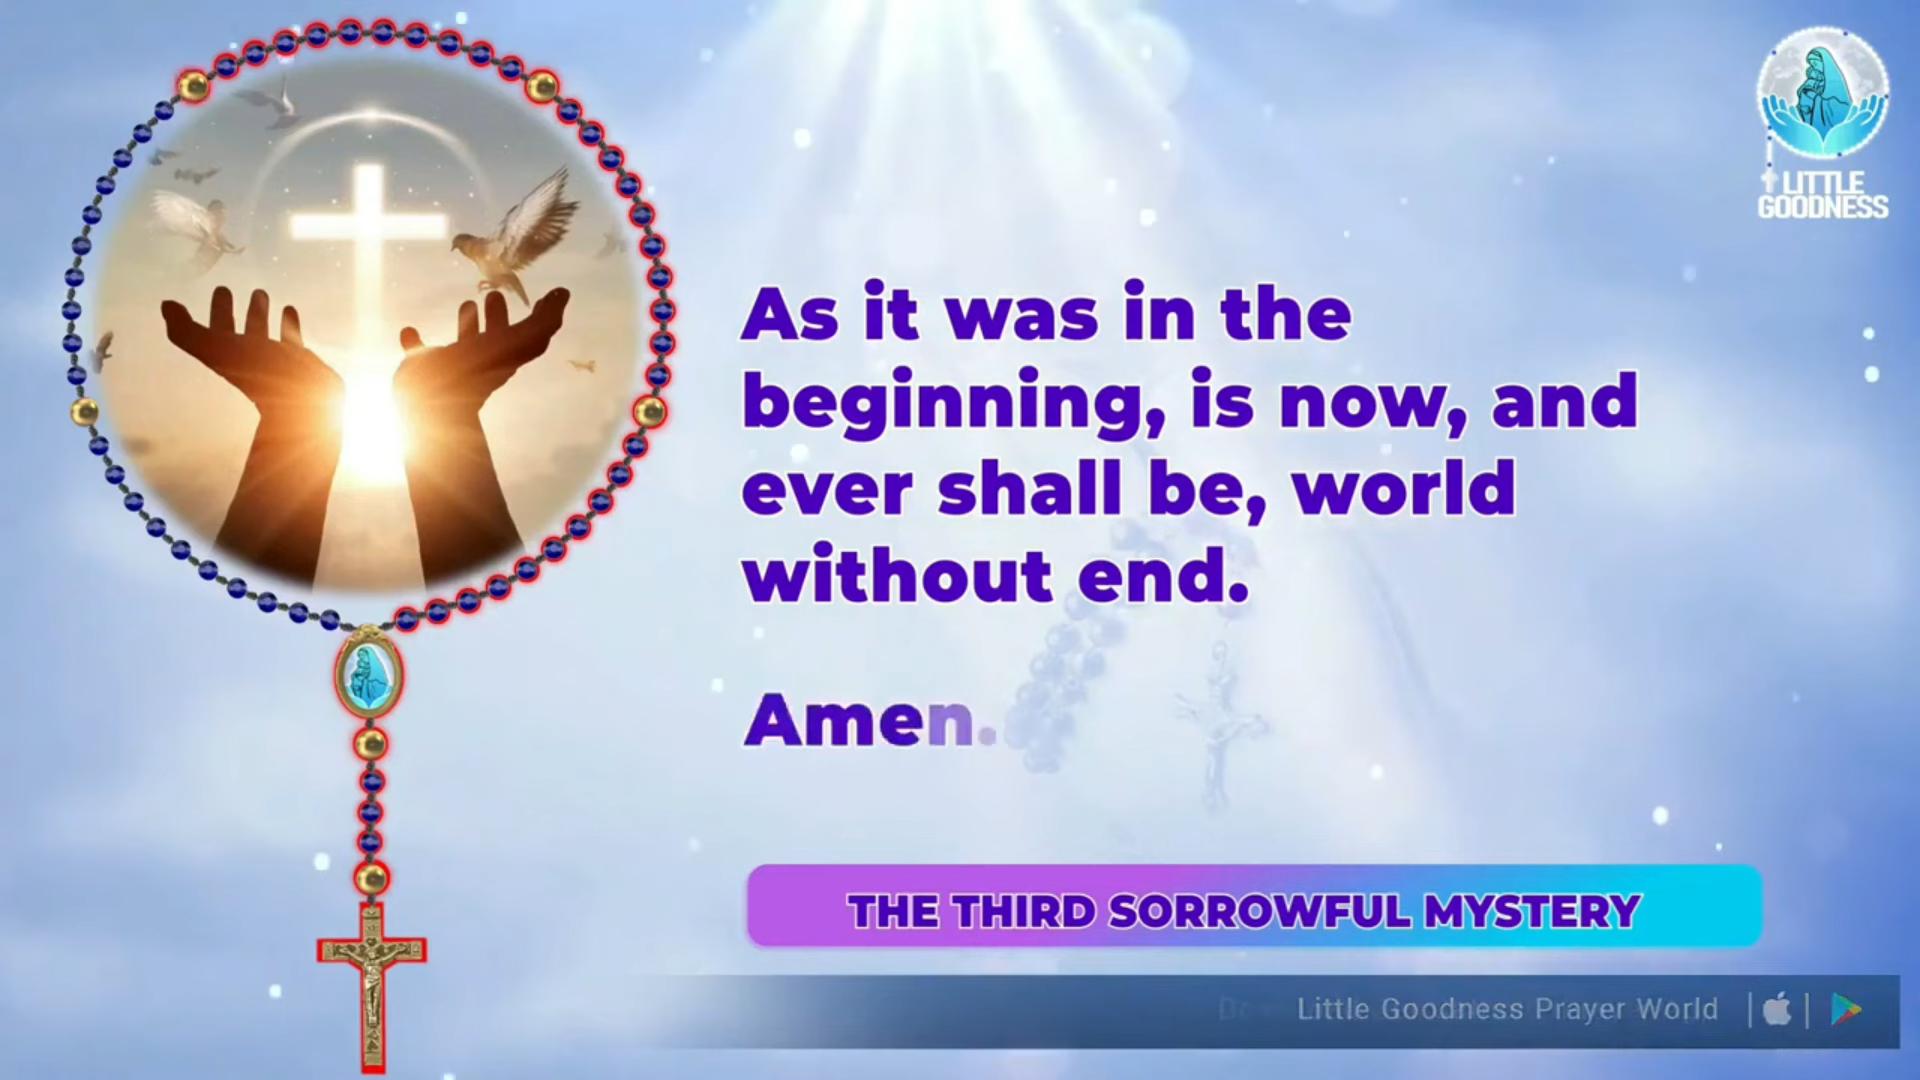 LITTLE
GOODNESS
As it was in the
beginning, is now, and
ever shall be, world
without end.
Amen.
THE THIRD SORROWFUL MYSTERY
Little Goodness Prayer World